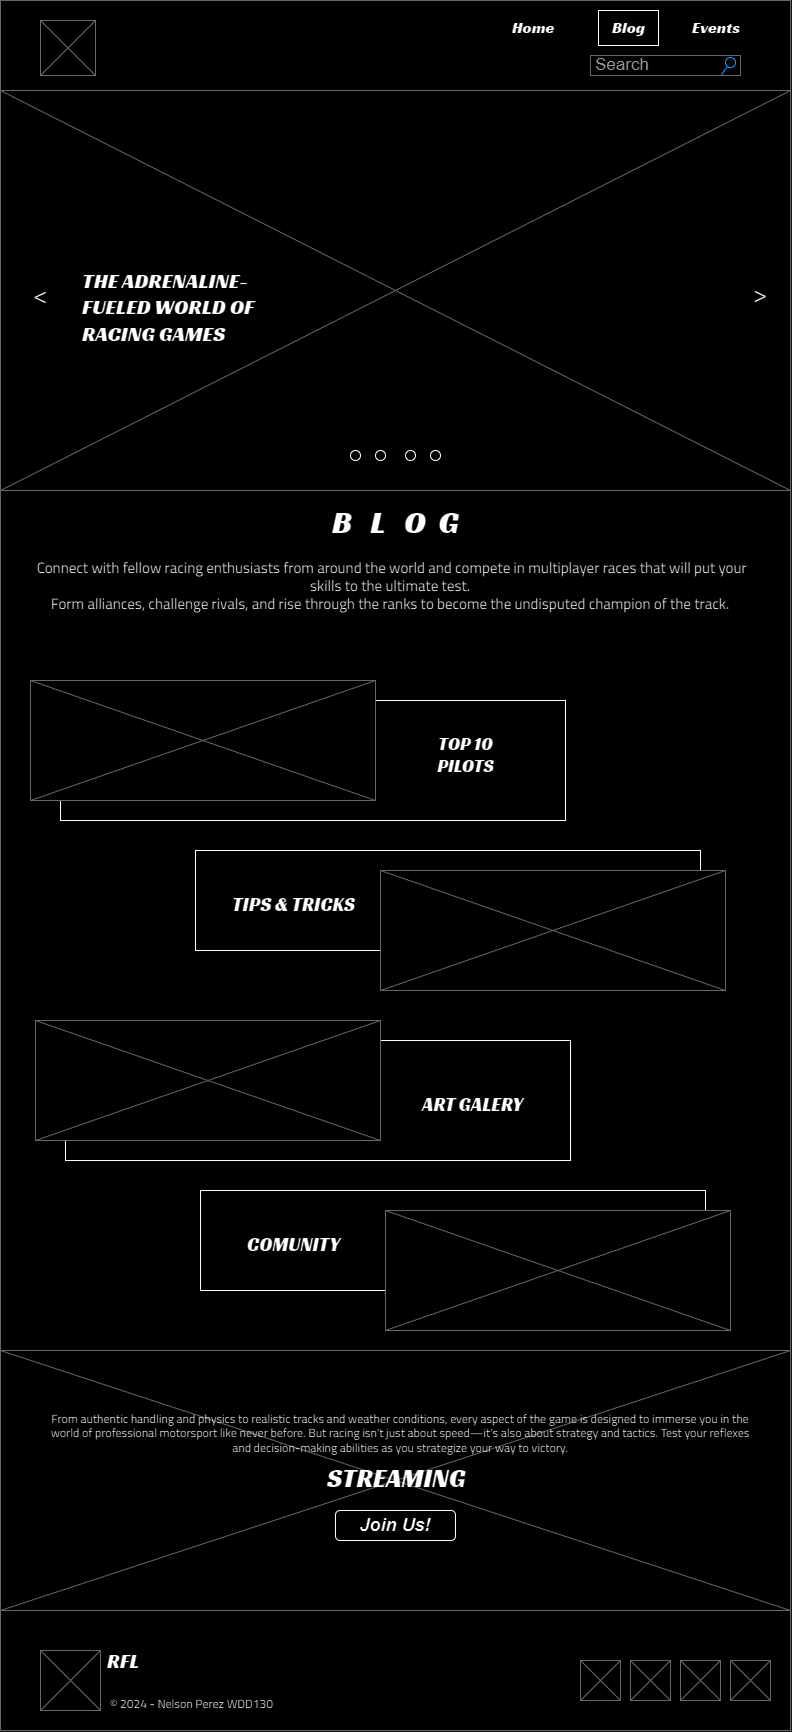 Home Blog Events
Search
THE ADRENALINE-
FUELED WORLD OF
RACING GAMES
< >
B L O G
Connect with fellow racing enthusiasts from around the world and compete in multiplayer races that will put your
skills to the ultimate test.
Form alliances, challenge rivals, and rise through the ranks to become the undisputed champion of the track.
TOP 10
PILOTS
TIPS & TRICKS
ART GALERY
COMUNITY
From authentic handling and physics to realistic tracks and weather conditions, every aspect of the game is designed to immerse you in the
world of professional motorsport like never before. But racing isn't just about speed—it's also about strategy and tactics. Test your reflexes
and decision-making abilities as you strategize your way to victory.
STREAMING
Join Us!
RFL
© 2024 - Nelson Perez WDD130